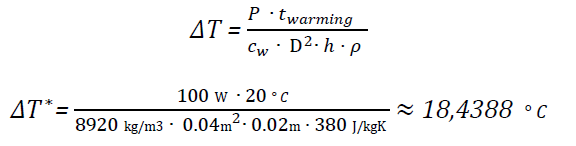 ΔT = P · t_warming / c_w · D²· h · ρ
ΔT*= 100 W · 20 °C / 8920 kg/m3 · 0.04m²· 0.02m · 380 J/kgK ≈ 18,4388 °C